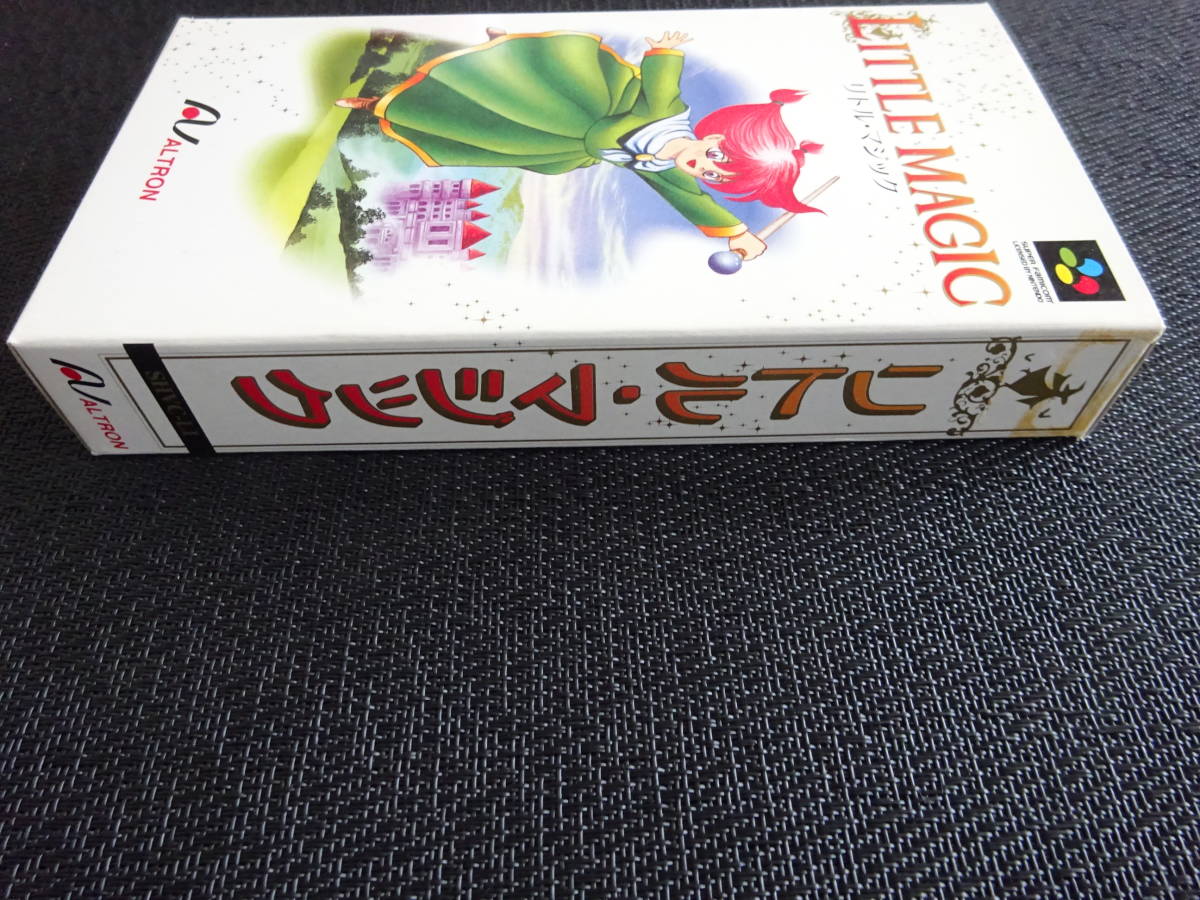 LITTLE MAGIC
リトル・マジック
SUPER FAMICOM
LICENSED BY NINTENDO
ALTRON
リトル・マジック
ALTRON